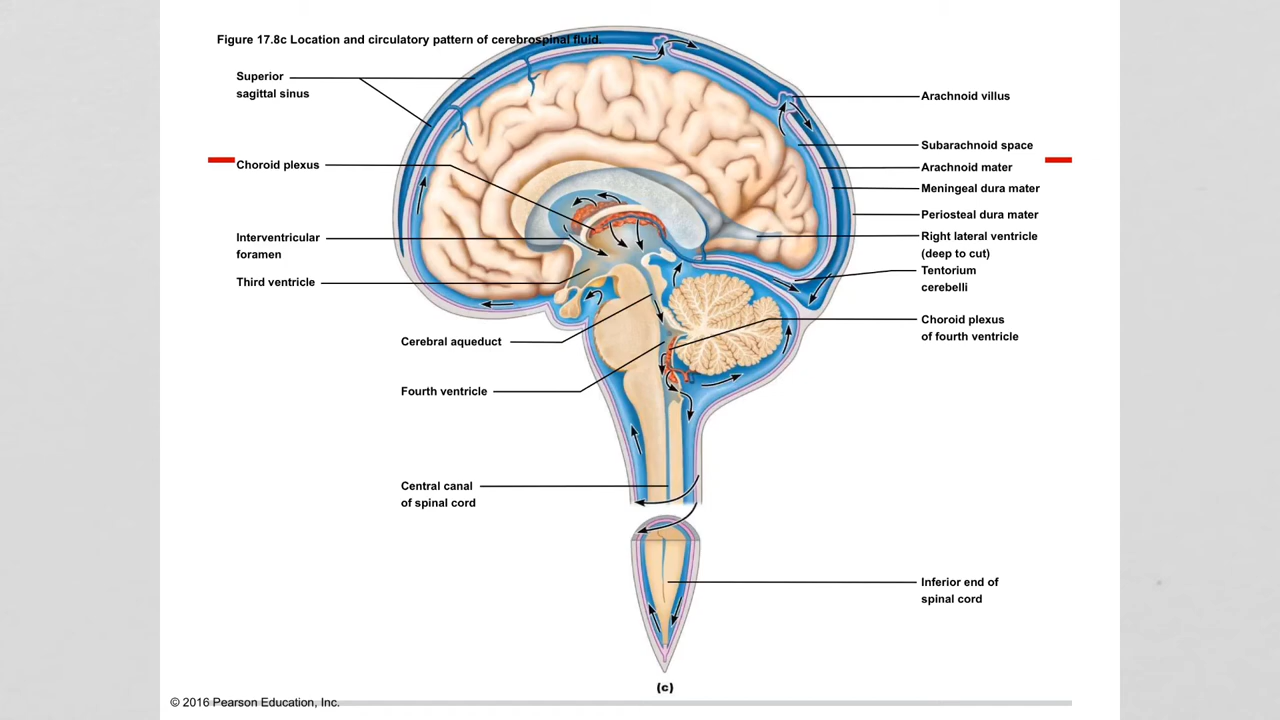 Figure 17.8c Location and circulatory pattern of cerebrospinal fluid.
Superior
sagittal sinus
Choroid plexus
Interventricular
foramen
Third ventricle
Cerebral aqueduct
Fourth ventricle
Central canal
of spinal cord
Arachnoid villus
Subarachnoid space
Arachnoid mater
Meningeal dura mater
Periosteal dura mater
Right lateral ventricle
(deep to cut)
Tentorium
cerebelli
Choroid plexus
of fourth ventricle
Inferior end of
spinal cord
(c)
© 2016 Pearson Education, Inc.